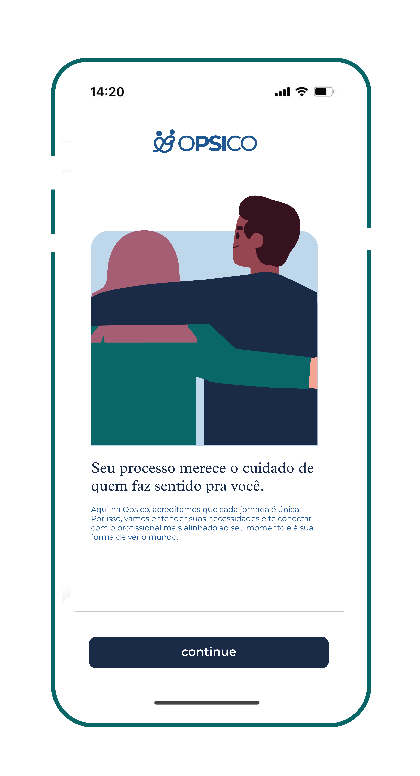 14:20
OPSICO
Seu processo merece o cuidado de
quem faz sentido pra você.
Aqui na Opsico, acreditamos que cada jornada é única.
Por isso, vamos entender suas necessidades e te conectar
com o profissional mais alinhado ao seu momento e à sua
forma de ver o mundo.
continue